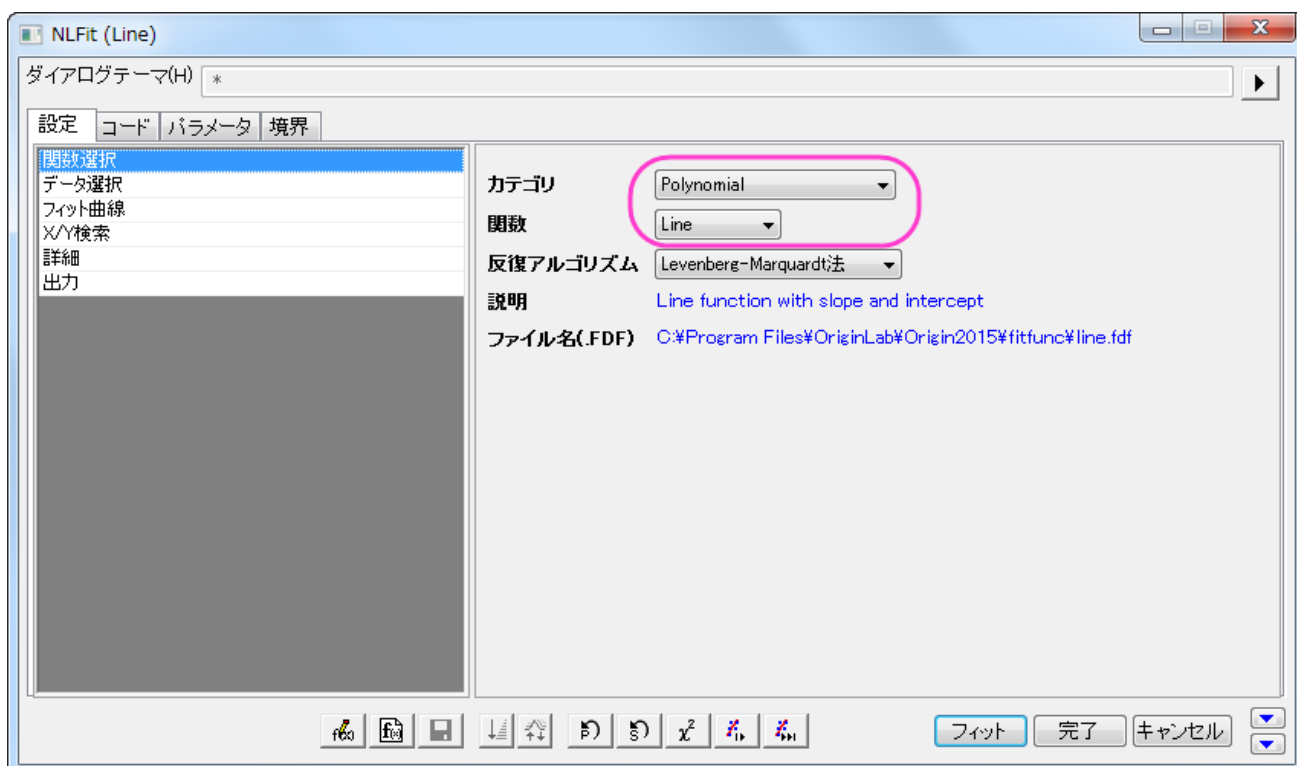 NLFit (Line)
ダイアログテーマ(H) *
設定 コード パラメータ 境界
関数選択
データ選択
フィット曲線
X/Y検索
詳細
出力
カテゴリ Polynomial
関数 Line
反復アルゴリズム Levenberg-Marquardt法
説明 Line function with slope and intercept
ファイル名(.FDF) C:¥Program Files¥OriginLab¥Origin2015¥fitfunc¥line.fdf
χ²
フィット 完了 キャンセル